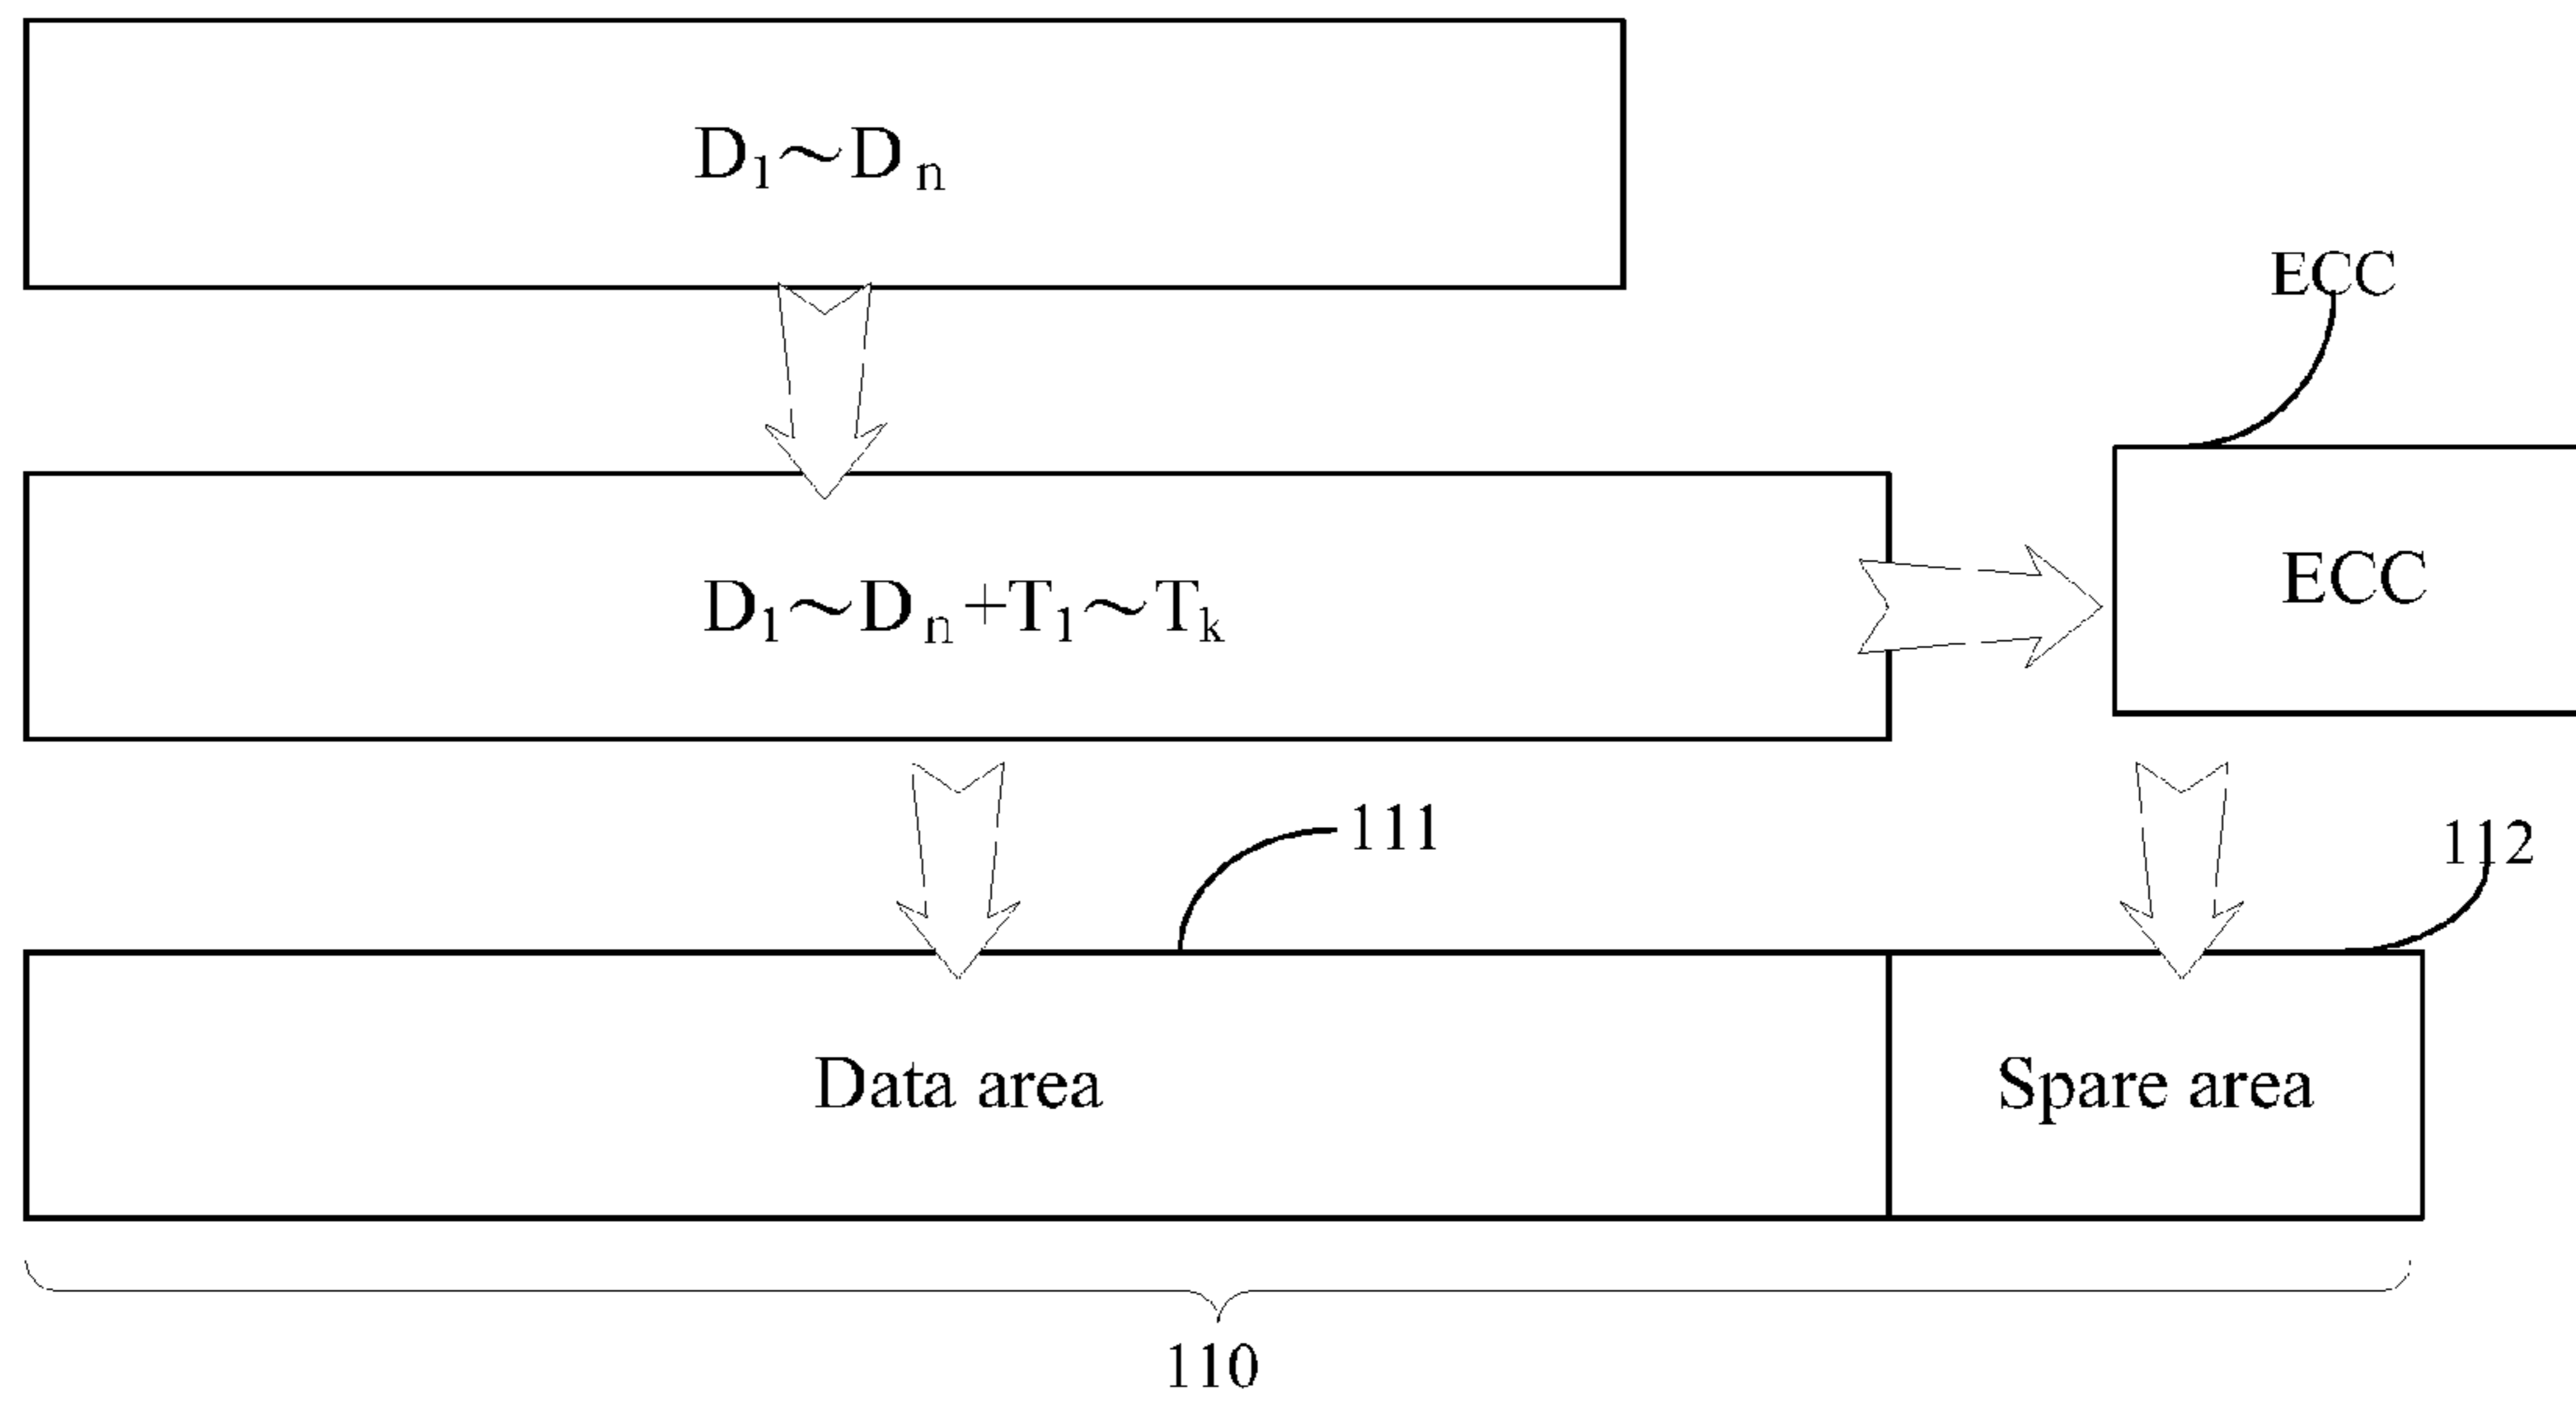 D₁~Dₙ
ECC
ECC
D₁~Dₙ+T₁~Tₖ
111
112
Data area
Spare area
110